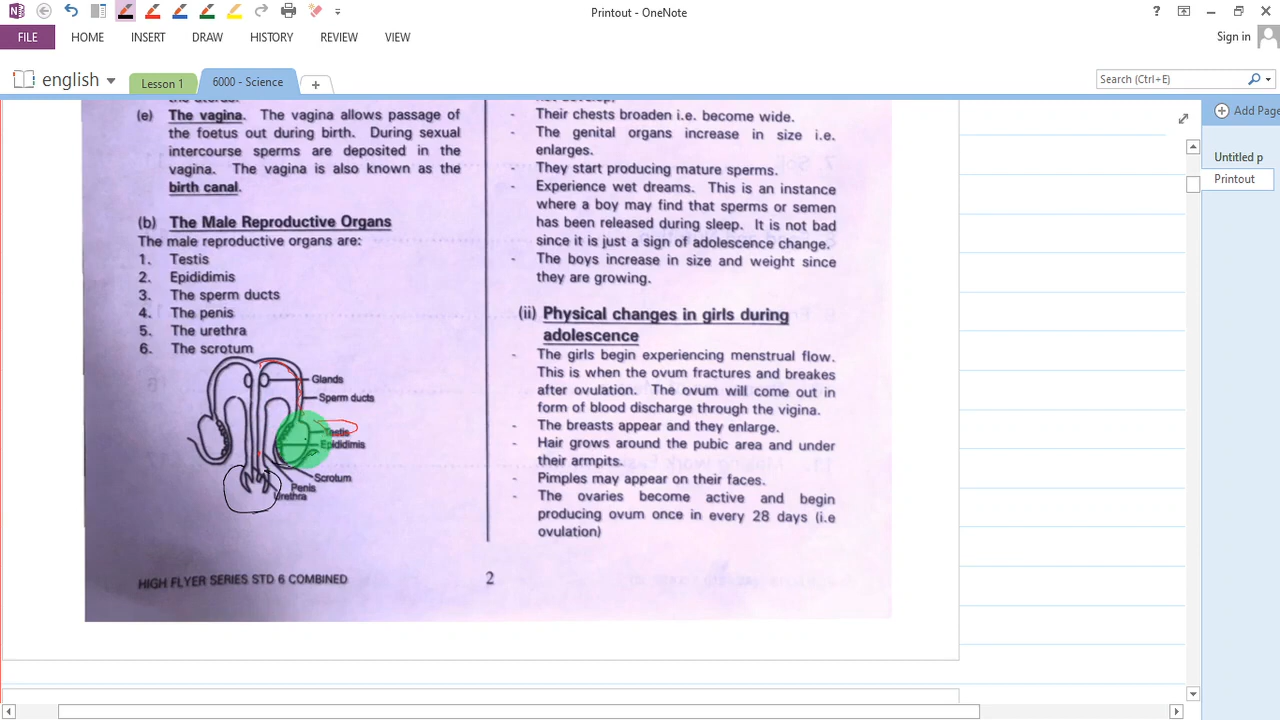 Printout - OneNote
?
FILE
HOME
INSERT
DRAW
HISTORY
REVIEW
VIEW
Sign in
english
Lesson 1
6000 - Science
+
Search (Ctrl+E)
Add Page
Untitled p
Printout
(e) The vagina. The vagina allows passage of
the foetus out during birth. During sexual
intercourse sperms are deposited in the
vagina. The vagina is also known as the
birth canal.
(b) The Male Reproductive Organs
The male reproductive organs are:
1. Testis
2. Epididimis
3. The sperm ducts
4. The penis
5. The urethra
6. The scrotum
Glands
Sperm ducts
Testis
Epididimis
Scrotum
Penis
Urethra
HIGH FLYER SERIES STD 6 COMBINED
2
not develop,
- Their chests broaden i.e. become wide.
- The genital organs increase in size i.e.
enlarges.
- They start producing mature sperms.
- Experience wet dreams. This is an instance
where a boy may find that sperms or semen
has been released during sleep. It is not bad
since it is just a sign of adolescence change.
- The boys increase in size and weight since
they are growing.
(ii) Physical changes in girls during
adolescence
- The girls begin experiencing menstrual flow.
This is when the ovum fractures and breakes
after ovulation. The ovum will come out in
form of blood discharge through the vigina.
- The breasts appear and they enlarge.
- Hair grows around the pubic area and under
their armpits.
- Pimples may appear on their faces.
- The ovaries become active and begin
producing ovum once in every 28 days (i.e
ovulation)